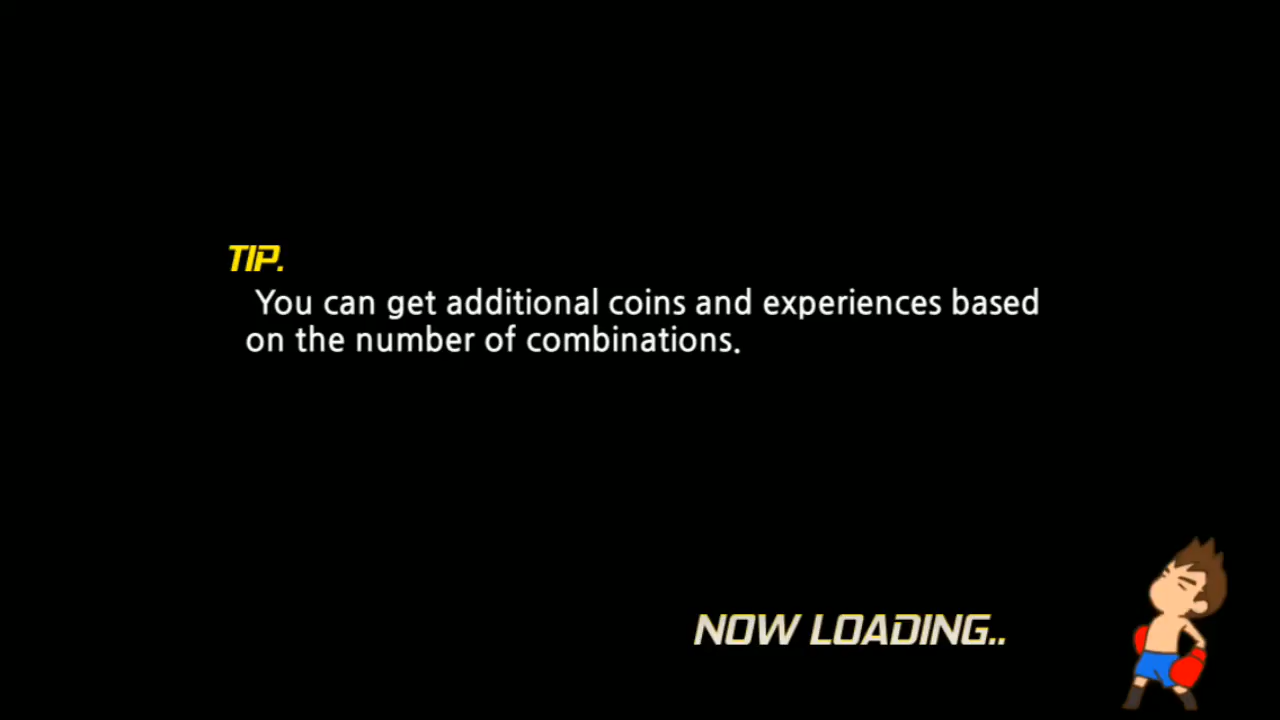 TIP.
You can get additional coins and experiences based
on the number of combinations.
NOW LOADING..